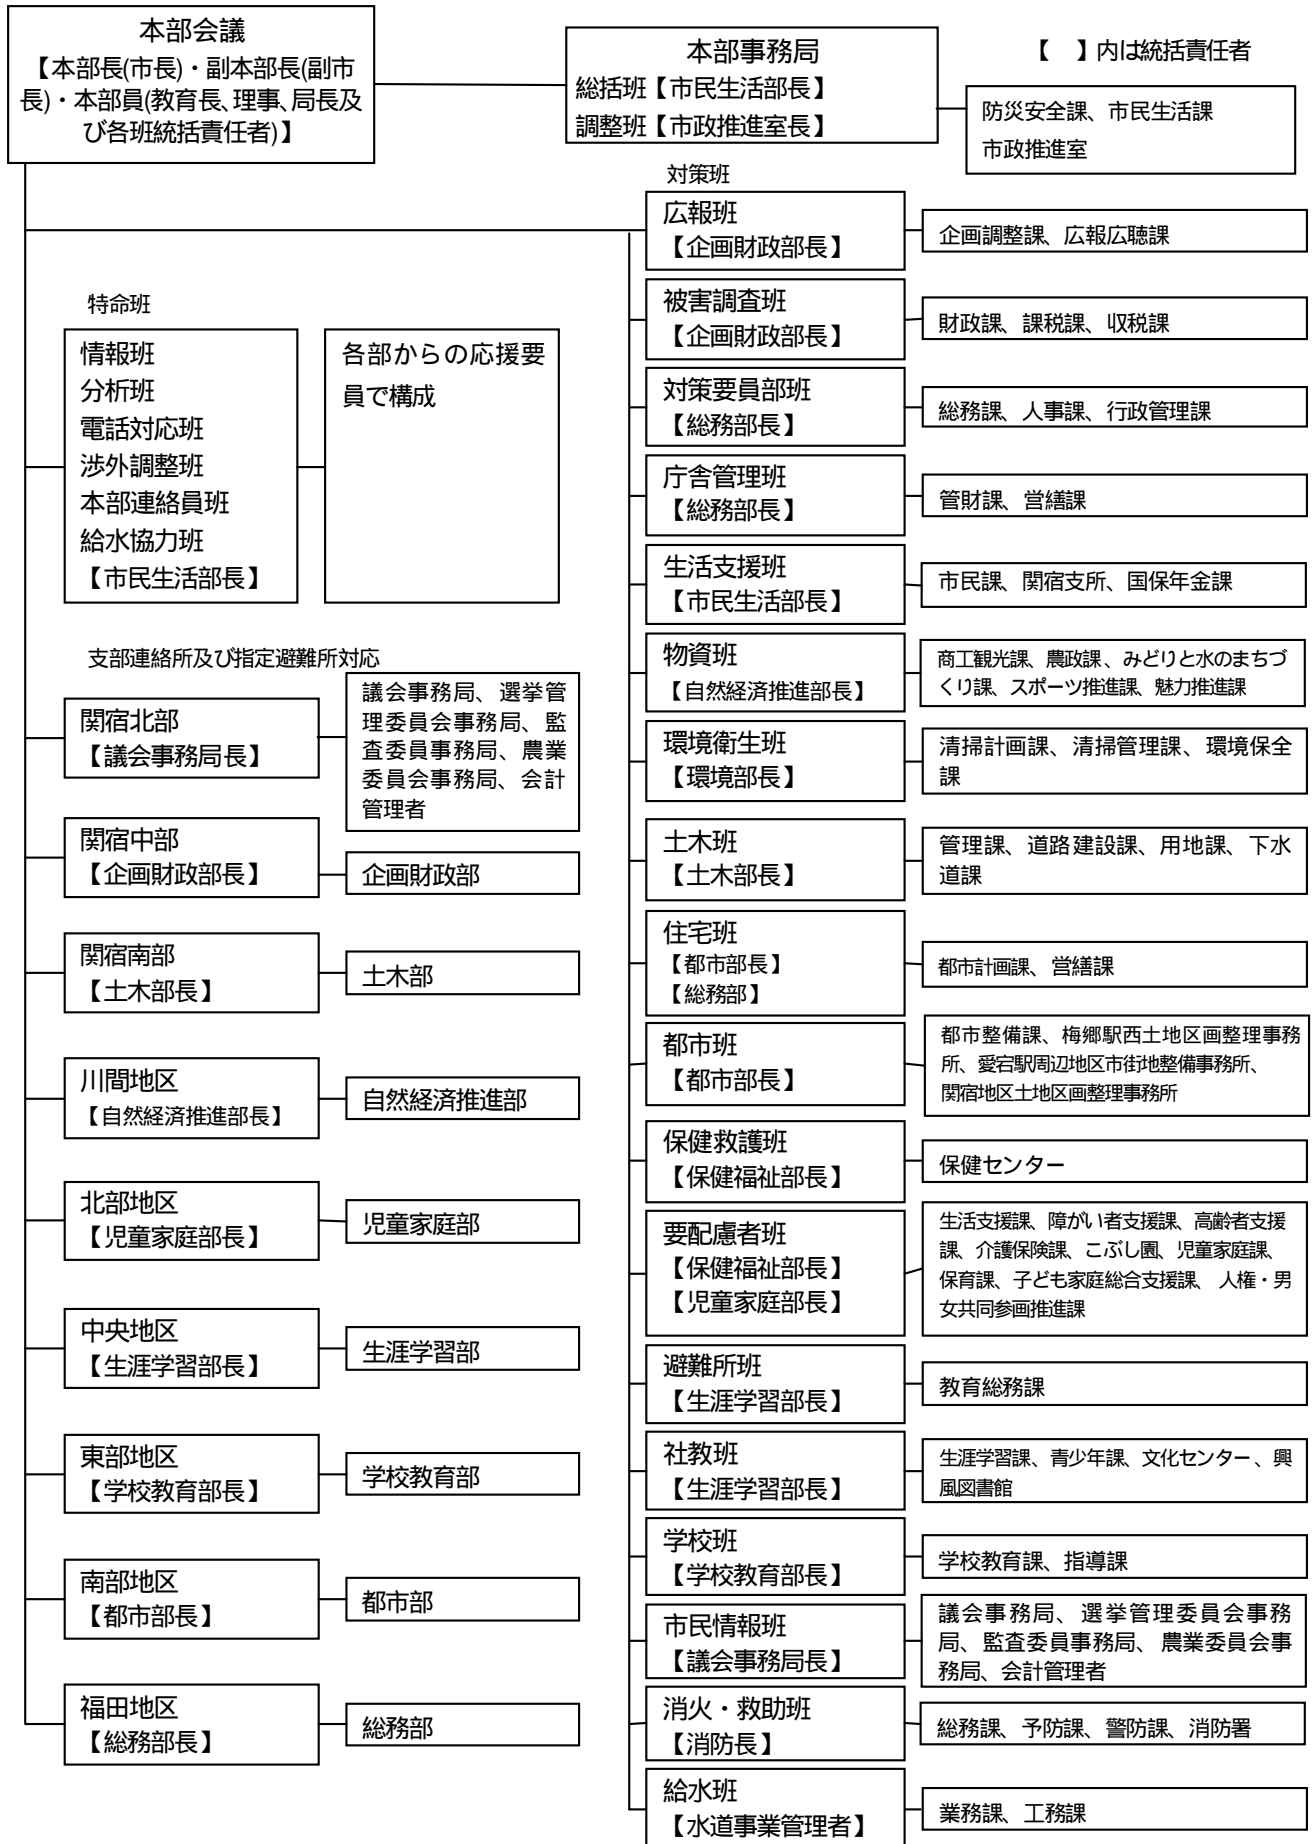 本部会議
【本部長(市長)・副本部長(副市
長)・本部員(教育長、理事、局長及
び各班統括責任者)】
本部事務局
総括班【市民生活部長】
調整班【市政推進室長】
【　】内は統括責任者
防災安全課、市民生活課
市政推進室
特命班
情報班
分析班
電話対応班
渉外調整班
本部連絡員班
給水協力班
【市民生活部長】
各部からの応援要
員で構成
支部連絡所及び指定避難所対応
関宿北部
【議会事務局長】
議会事務局、選挙管
理委員会事務局、監
査委員事務局、農業
委員会事務局、会計
管理者
関宿中部
【企画財政部長】
企画財政部
関宿南部
【土木部長】
土木部
川間地区
【自然経済推進部長】
自然経済推進部
北部地区
【児童家庭部長】
児童家庭部
中央地区
【生涯学習部長】
生涯学習部
東部地区
【学校教育部長】
学校教育部
南部地区
【都市部長】
都市部
福田地区
【総務部長】
総務部
対策班
広報班
【企画財政部長】
企画調整課、広報広聴課
被害調査班
【企画財政部長】
財政課、課税課、収税課
対策要員部班
【総務部長】
総務課、人事課、行政管理課
庁舎管理班
【総務部長】
管財課、営繕課
生活支援班
【市民生活部長】
市民課、関宿支所、国保年金課
物資班
【自然経済推進部長】
商工観光課、農政課、みどりと水のまちづ
くり課、スポーツ推進課、魅力推進課
環境衛生班
【環境部長】
清掃計画課、清掃管理課、環境保全
課
土木班
【土木部長】
管理課、道路建設課、用地課、下水
道課
住宅班
【都市部長】
【総務部】
都市計画課、営繕課
都市班
【都市部長】
都市整備課、梅郷駅西土地区画整理事務
所、愛宕駅周辺地区市街地整備事務所、
関宿地区土地区画整理事務所
保健救護班
【保健福祉部長】
保健センター
要配慮者班
【保健福祉部長】
【児童家庭部長】
生活支援課、障がい者支援課、高齢者支援
課、介護保険課、こぶし園、児童家庭課、
保育課、子ども家庭総合支援課、人権・男
女共同参画推進課
避難所班
【生涯学習部長】
教育総務課
社教班
【生涯学習部長】
生涯学習課、青少年課、文化センター、興
風図書館
学校班
【学校教育部長】
学校教育課、指導課
市民情報班
【議会事務局長】
議会事務局、選挙管理委員会事務
局、監査委員事務局、農業委員会事
務局、会計管理者
消火・救助班
【消防長】
総務課、予防課、警防課、消防署
給水班
【水道事業管理者】
業務課、工務課